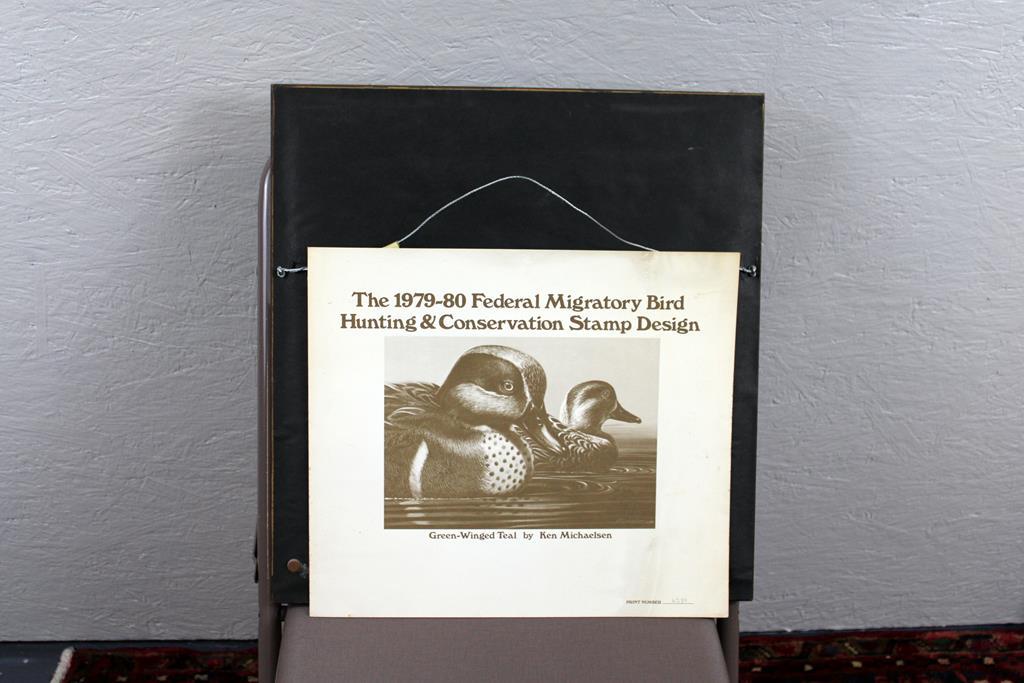 The 1979-80 Federal Migratory Bird
Hunting & Conservation Stamp Design
Green-Winged Teal by Ken Michaelsen
PRINT NUMBER